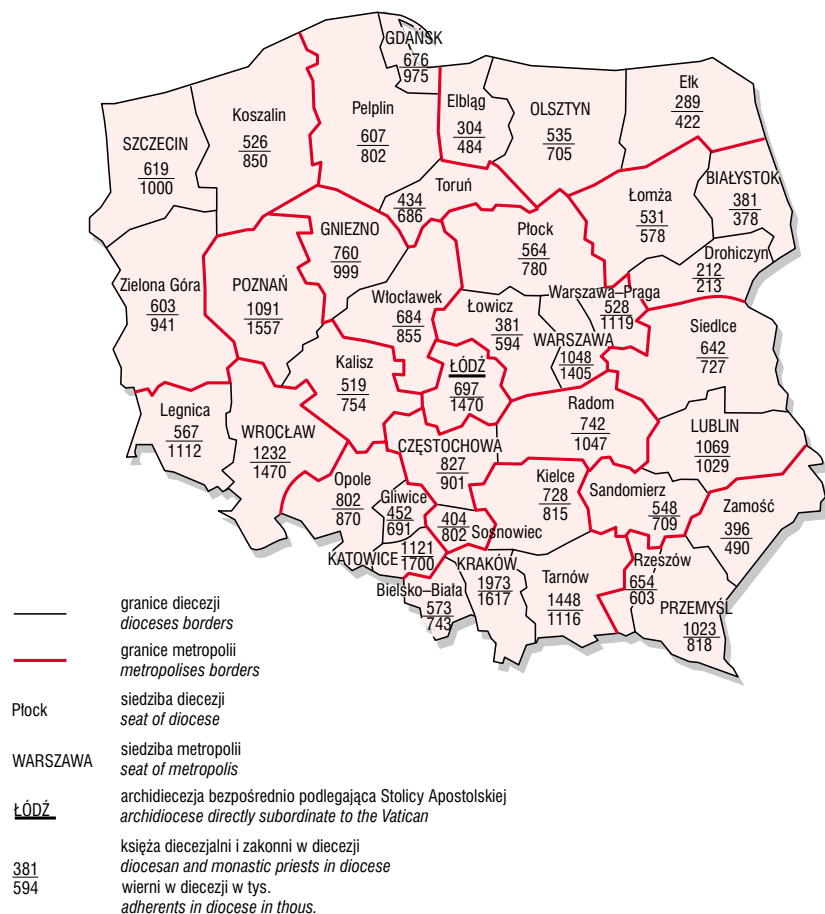 GDAŃSK
676
975
Koszalin
526
850
Pelplin
607
802
Elbląg
304
484
OLSZTYN
535
705
Ełk
289
422
SZCZECIN
619
1000
Toruń
434
686
Łomża
531
578
BIAŁYSTOK
381
378
GNIEZNO
760
999
Płock
564
780
Drohiczyn
212
213
Zielona Góra
603
941
POZNAŃ
1091
1557
Włocławek
684
855
Łowicz
381
594
Warszawa–Praga
528
1119
WARSZAWA
1048
1405
Siedlce
642
727
Kalisz
519
754
ŁÓDŹ
697
1470
Legnica
567
1112
WROCŁAW
1232
1470
Radom
742
1047
LUBLIN
1069
1029
CZĘSTOCHOWA
827
901
Opole
802
870
Gliwice
452
691
Kielce
728
815
Sandomierz
548
709
Zamość
396
490
404
802
Sosnowiec
KATOWICE
1121
1700
KRAKÓW
1973
1617
Tarnów
1448
1116
Rzeszów
654
603
Bielsko–Biała
573
743
PRZEMYŚL
1023
818
granice diecezji
dioceses borders
granice metropolii
metropolises borders
Płock
siedziba diecezji
seat of diocese
WARSZAWA
siedziba metropolii
seat of metropolis
ŁÓDŹ
archidiecezja bezpośrednio podlegająca Stolicy Apostolskiej
archidiocese directly subordinate to the Vatican
381
594
księża diecezjalni i zakonni w diecezji
diocesan and monastic priests in diocese
wierni w diecezji w tys.
adherents in diocese in thous.